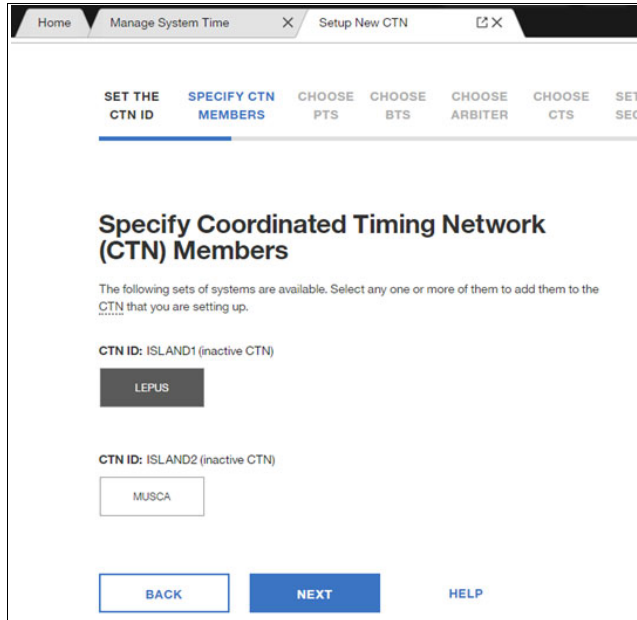 Home Manage System Time Setup New CTN
SET THE SPECIFY CTN CHOOSE CHOOSE CHOOSE CHOOSE SET
CTN ID MEMBERS PTS BTS ARBITER CTS SEC
Specify Coordinated Timing Network
(CTN) Members
The following sets of systems are available. Select any one or more of them to add them to the
CTN that you are setting up.
CTN ID: ISLAND1 (inactive CTN)
LEPUS
CTN ID: ISLAND2 (inactive CTN)
MUSCA
BACK NEXT HELP